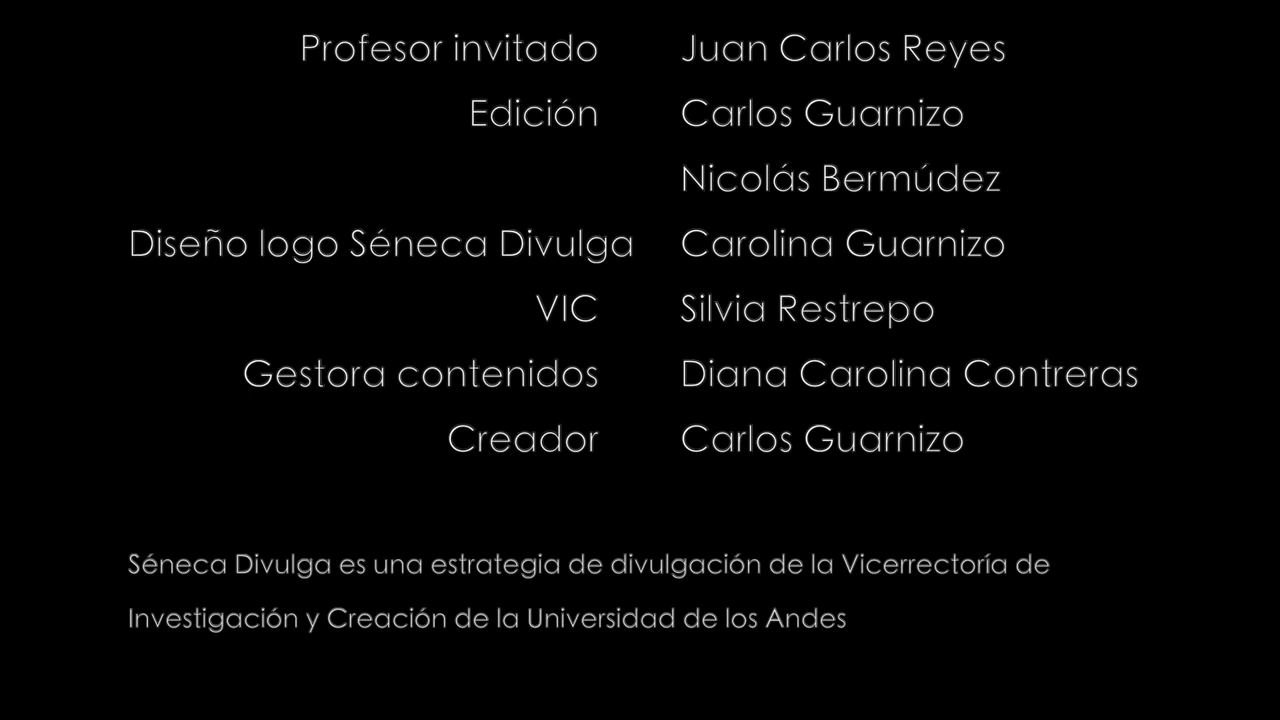 Profesor invitado Juan Carlos Reyes
Edición Carlos Guarnizo
Nicolás Bermúdez
Diseño logo Séneca Divulga Carolina Guarnizo
VIC Silvia Restrepo
Gestora contenidos Diana Carolina Contreras
Creador Carlos Guarnizo
Séneca Divulga es una estrategia de divulgación de la Vicerrectoría de
Investigación y Creación de la Universidad de los Andes